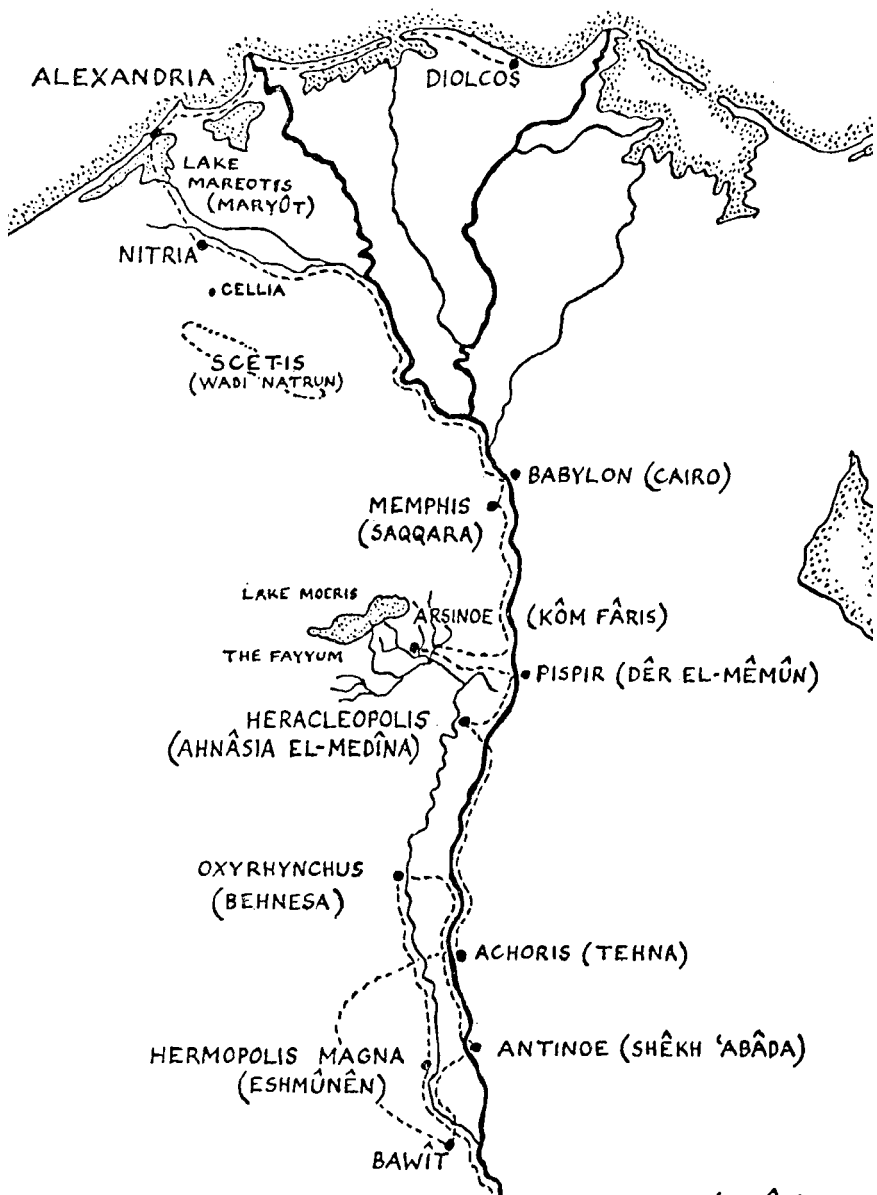 ALEXANDRIA
DIOLCOS
LAKE
MAREOTIS
(MARYÛT)
NITRIA
CELLIA
SCETIS
(WADI NATRUN)
BABYLON (CAIRO)
MEMPHIS
(SAQQARA)
LAKE MOERIS
ARSINOE (KÔM FÂRIS)
THE FAYYUM
PISPIR (DÊR EL-MÊMÛN)
HERACLEOPOLIS
(AHNÂSIA EL-MEDÎNA)
OXYRHYNCHUS
(BEHNESA)
ACHORIS (TEHNA)
HERMOPOLIS MAGNA
(ESHMÛNÊN)
ANTINOE (SHÊKH 'ABÂDA)
BAWÎT